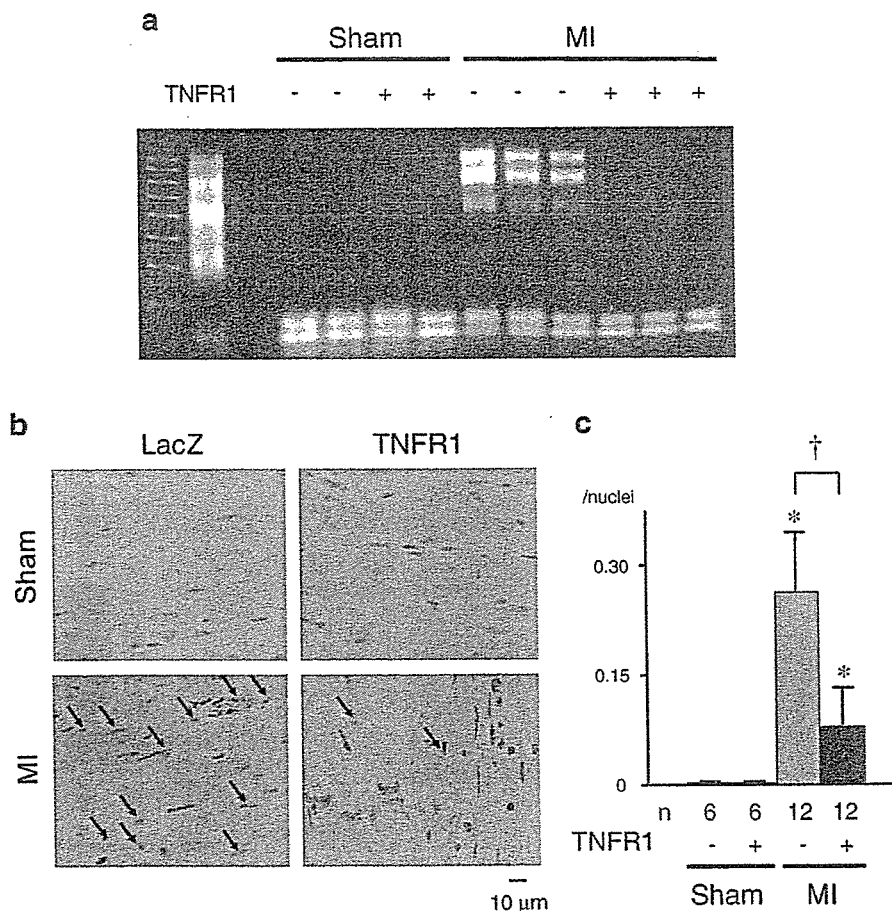 a
Sham MI
TNFR1 - - + + - - - + + +
b
LacZ TNFR1
Sham
MI
10 μm
c
†
/nuclei
*
0.30
*
0.15
0
n 6 6 12 12
TNFR1 - + - +
Sham MI